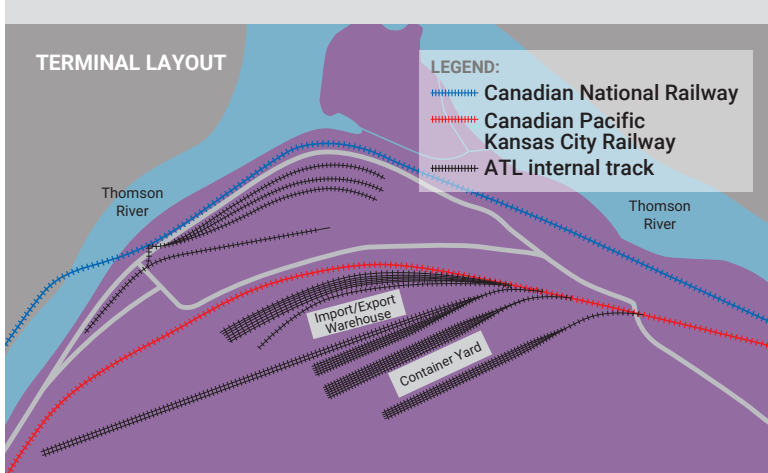 TERMINAL LAYOUT
LEGEND:
Canadian National Railway
Canadian Pacific
Kansas City Railway
ATL internal track
Thomson
River
Thomson
River
Import/Export
Warehouse
Container Yard